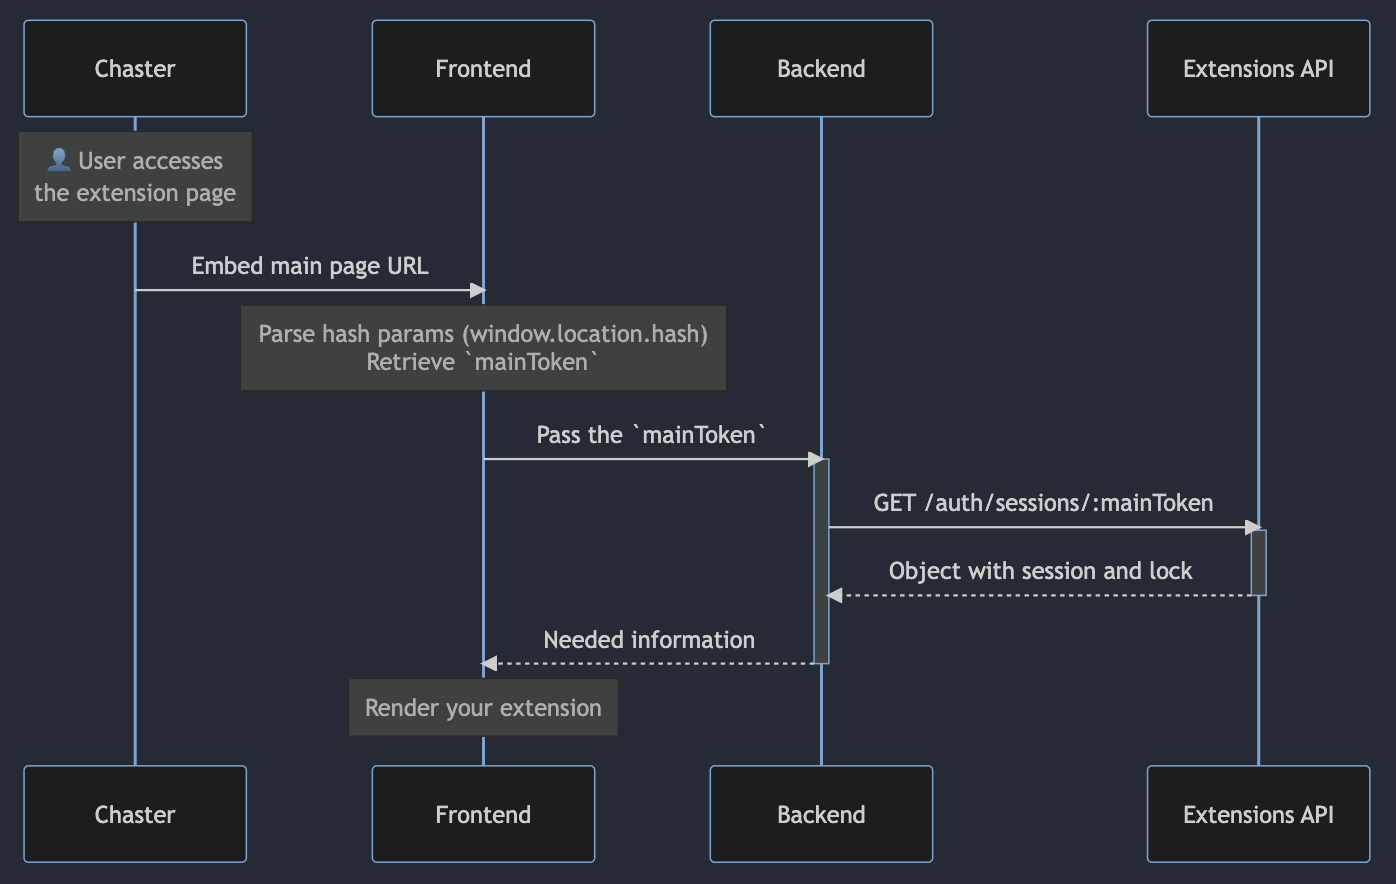 Chaster
Frontend
Backend
Extensions API
👤 User accesses
the extension page
Embed main page URL
Parse hash params (window.location.hash)
Retrieve `mainToken`
Pass the `mainToken`
GET /auth/sessions/:mainToken
Object with session and lock
Needed information
Render your extension
Chaster
Frontend
Backend
Extensions API